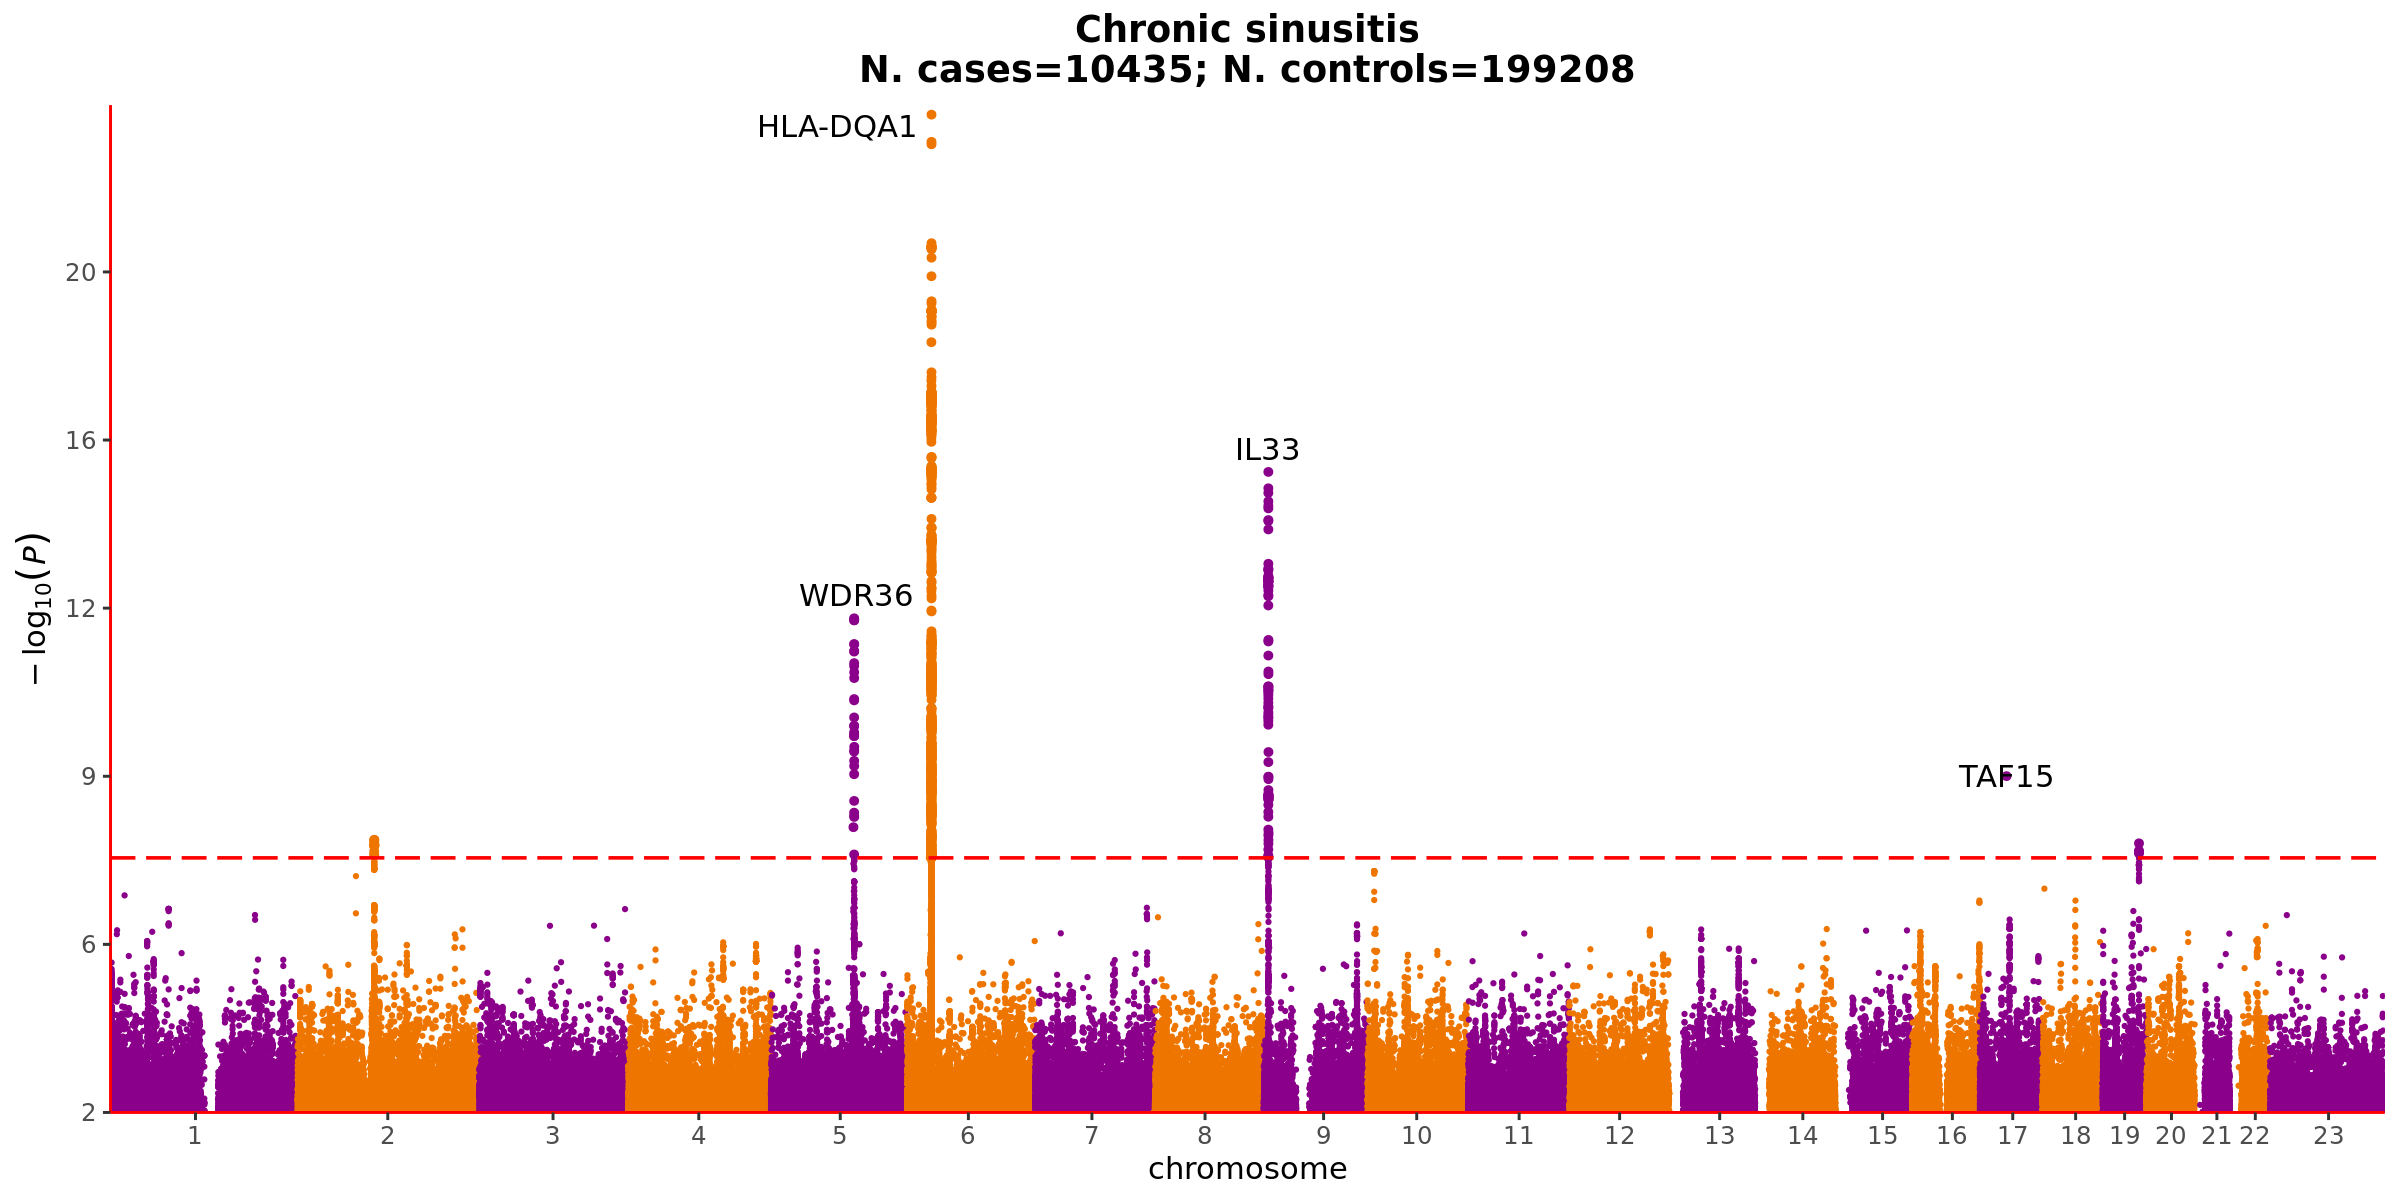 Chronic sinusitis
N. cases=10435; N. controls=199208
HLA-DQA1
20
16
IL33
12
WDR36
9
TAF15
6
2
−log10(P)
1 2 3 4 5 6 7 8 9 10 11 12 13 14 15 16 17 18 19 20 21 22 23
chromosome